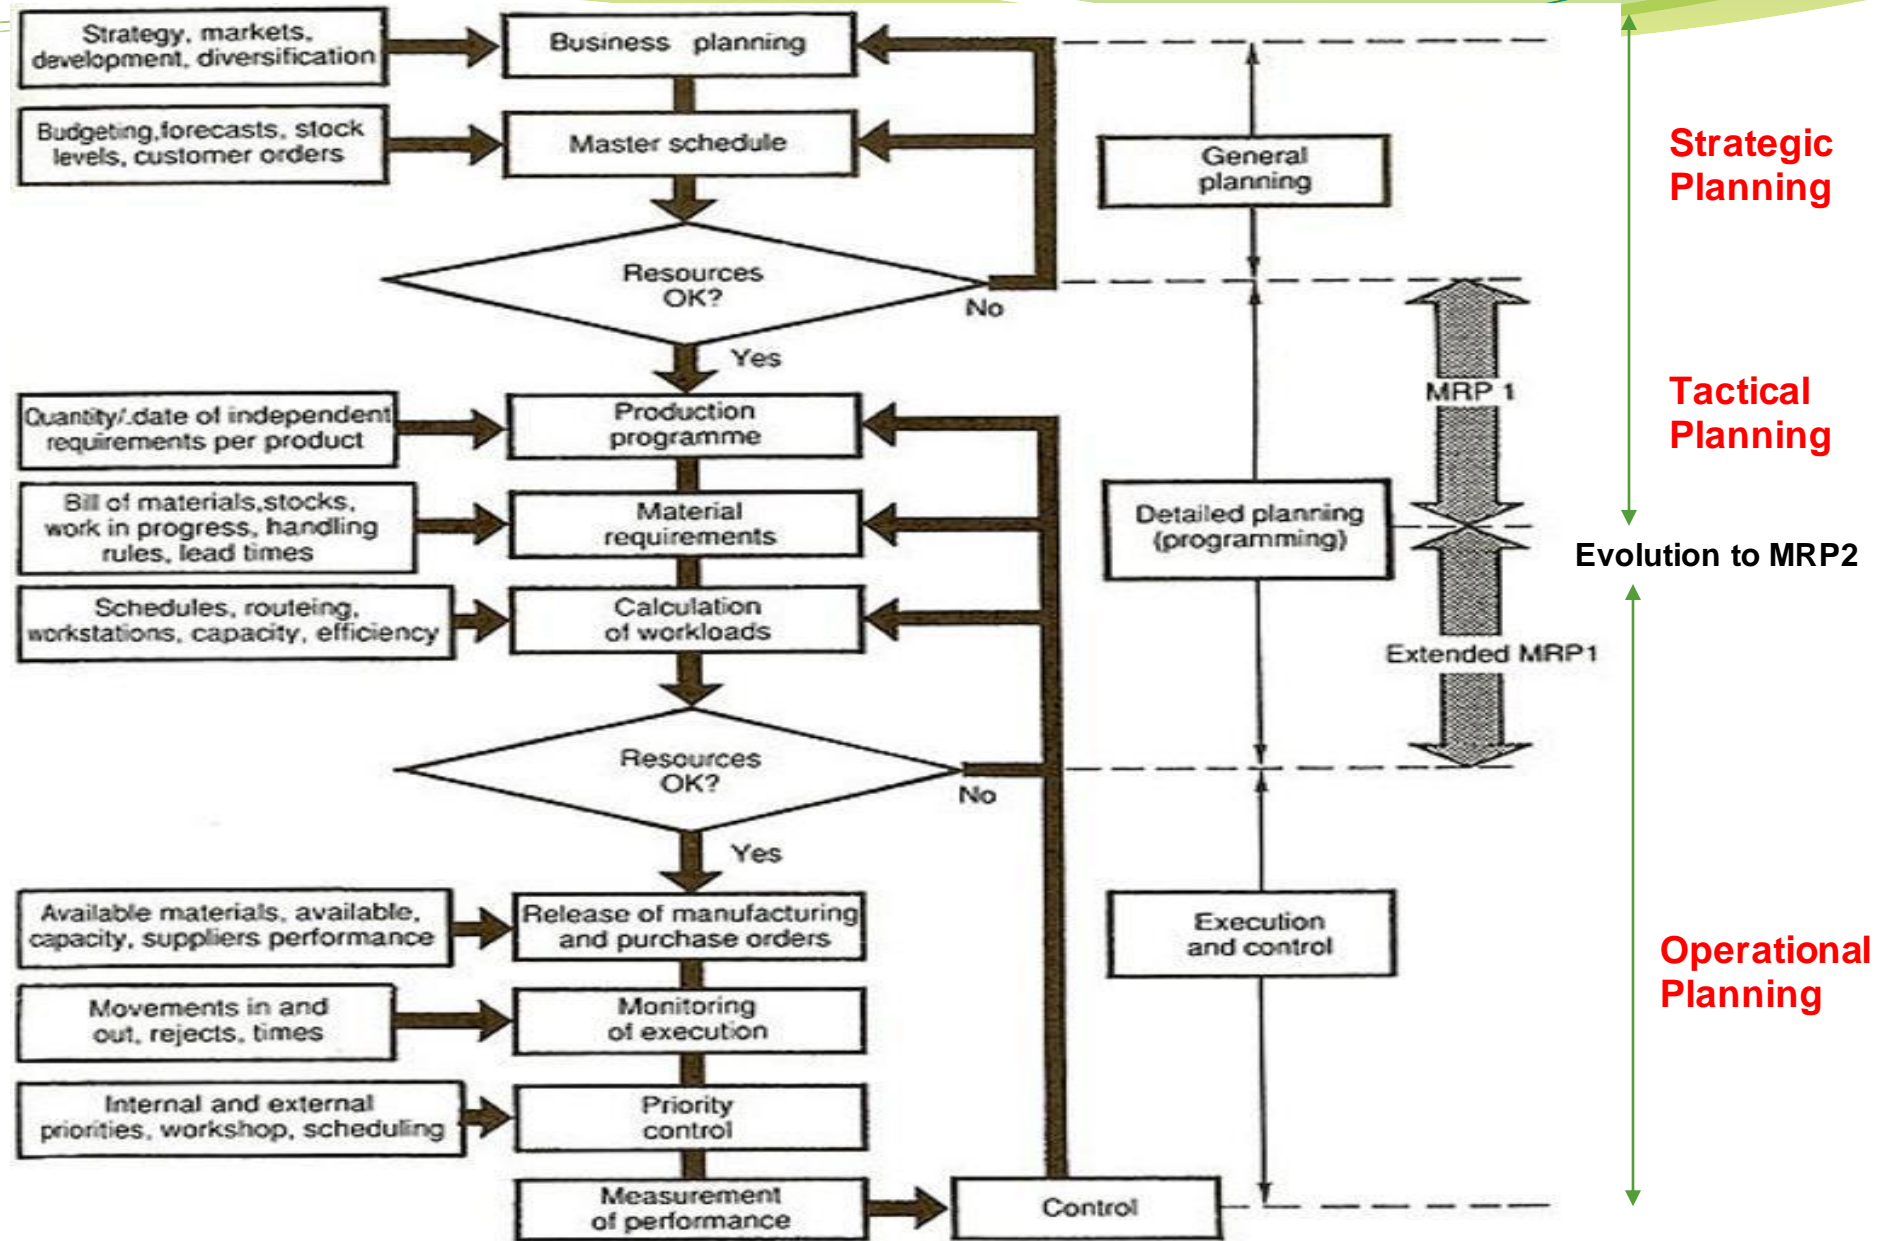 Strategy, markets,
development, diversification
Business planning
Budgeting,forecasts, stock
levels, customer orders
Master schedule
General
planning
Strategic
Planning
Resources
OK?
No
Yes
MRP 1
Tactical
Planning
Quantity/.date of independent
requirements per product
Production
programme
Bill of materials,stocks,
work in progress, handling
rules, lead times
Material
requirements
Detailed planning
(programming)
Evolution to MRP2
Schedules, routeing,
workstations, capacity, efficiency
Calculation
of workloads
Extended MRP1
Resources
OK?
No
Yes
Available materials, available,
capacity, suppliers performance
Release of manufacturing
and purchase orders
Execution
and control
Operational
Planning
Movements in and
out, rejects, times
Monitoring
of execution
Internal and external
priorities, workshop, scheduling
Priority
control
Measurement
of performance
Control